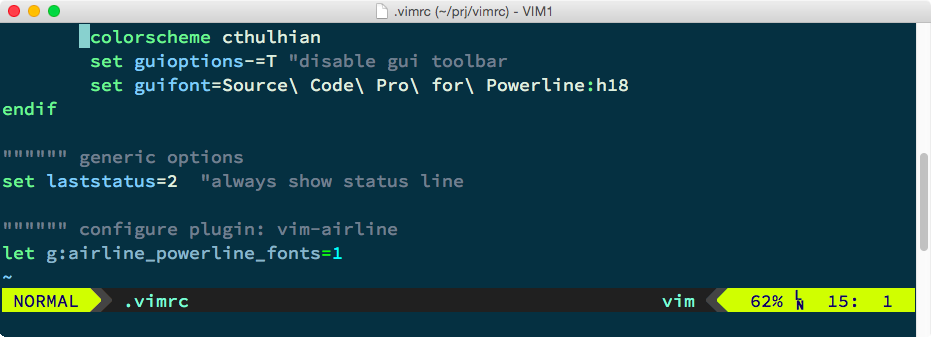 .vimrc (~/prj/vimrc) - VIM1
colorscheme cthulhian
set guioptions-=T "disable gui toolbar
set guifont=Source\ Code\ Pro\ for\ Powerline:h18
endif
"""""" generic options
set laststatus=2  "always show status line
"""""" configure plugin: vim-airline
let g:airline_powerline_fonts=1
~
NORMAL .vimrc vim 62% LN 15: 1